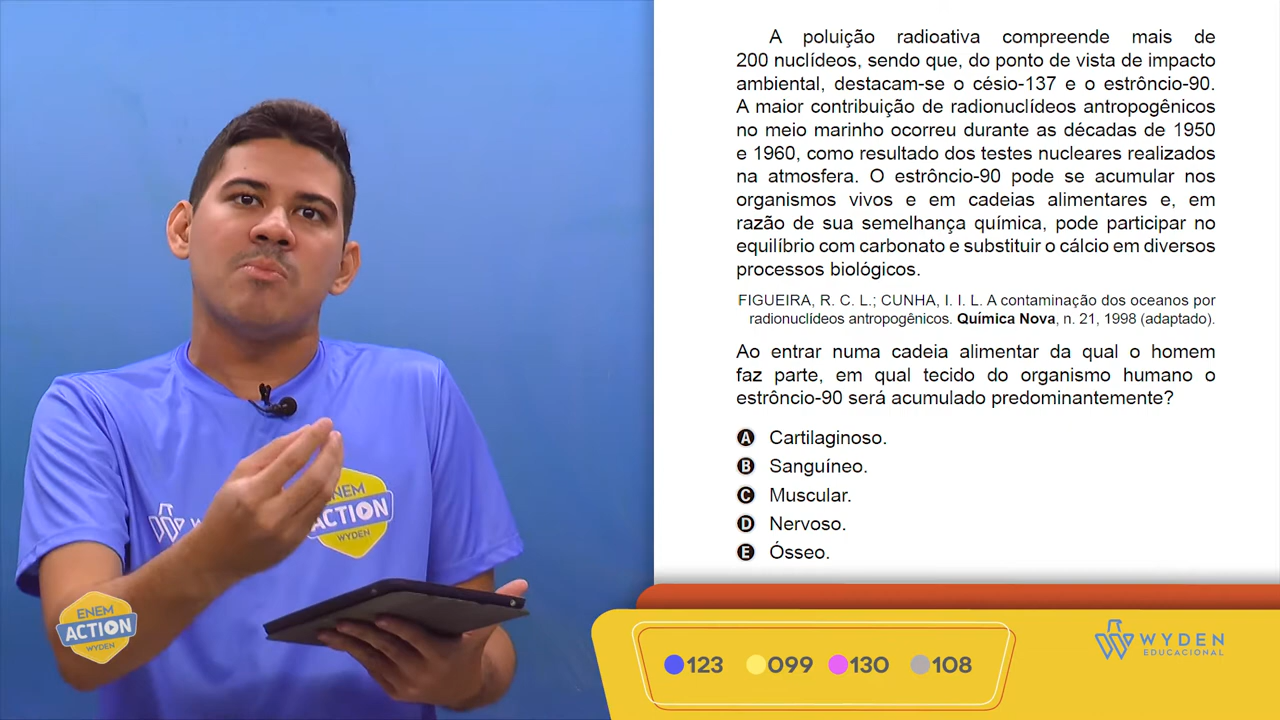 A poluição radioativa compreende mais de
200 nuclídeos, sendo que, do ponto de vista de impacto
ambiental, destacam-se o césio-137 e o estrôncio-90.
A maior contribuição de radionuclídeos antropogênicos
no meio marinho ocorreu durante as décadas de 1950
e 1960, como resultado dos testes nucleares realizados
na atmosfera. O estrôncio-90 pode se acumular nos
organismos vivos e em cadeias alimentares e, em
razão de sua semelhança química, pode participar no
equilíbrio com carbonato e substituir o cálcio em diversos
processos biológicos.
FIGUEIRA, R. C. L.; CUNHA, I. I. L. A contaminação dos oceanos por
radionuclídeos antropogênicos. Química Nova, n. 21, 1998 (adaptado).
Ao entrar numa cadeia alimentar da qual o homem
faz parte, em qual tecido do organismo humano o
estrôncio-90 será acumulado predominantemente?
A Cartilaginoso.
B Sanguíneo.
C Muscular.
D Nervoso.
E Ósseo.
ENEM
ACTION
WYDEN
ENEM
ACTION
WYDEN
123 099 130 108
WYDEN
EDUCACIONAL